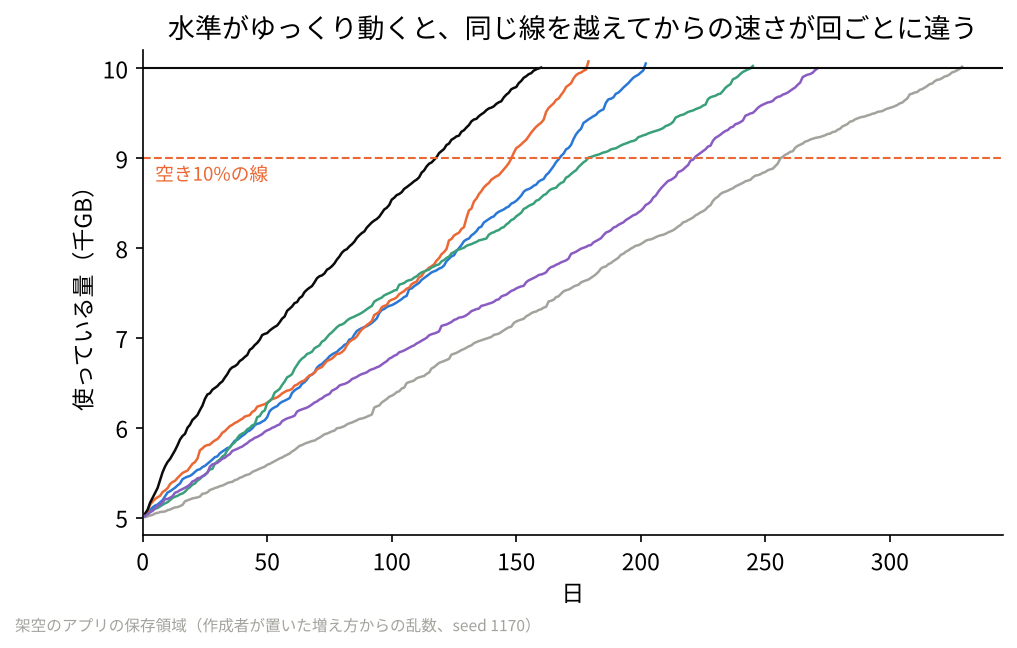 水準がゆっくり動くと、同じ線を越えてからの速さが回ごとに違う
使っている量（千GB）
10
9
8
7
6
5
空き10%の線
0
50
100
150
200
250
300
日
架空のアプリの保存領域（作成者が置いた増え方からの乱数、seed 1170）